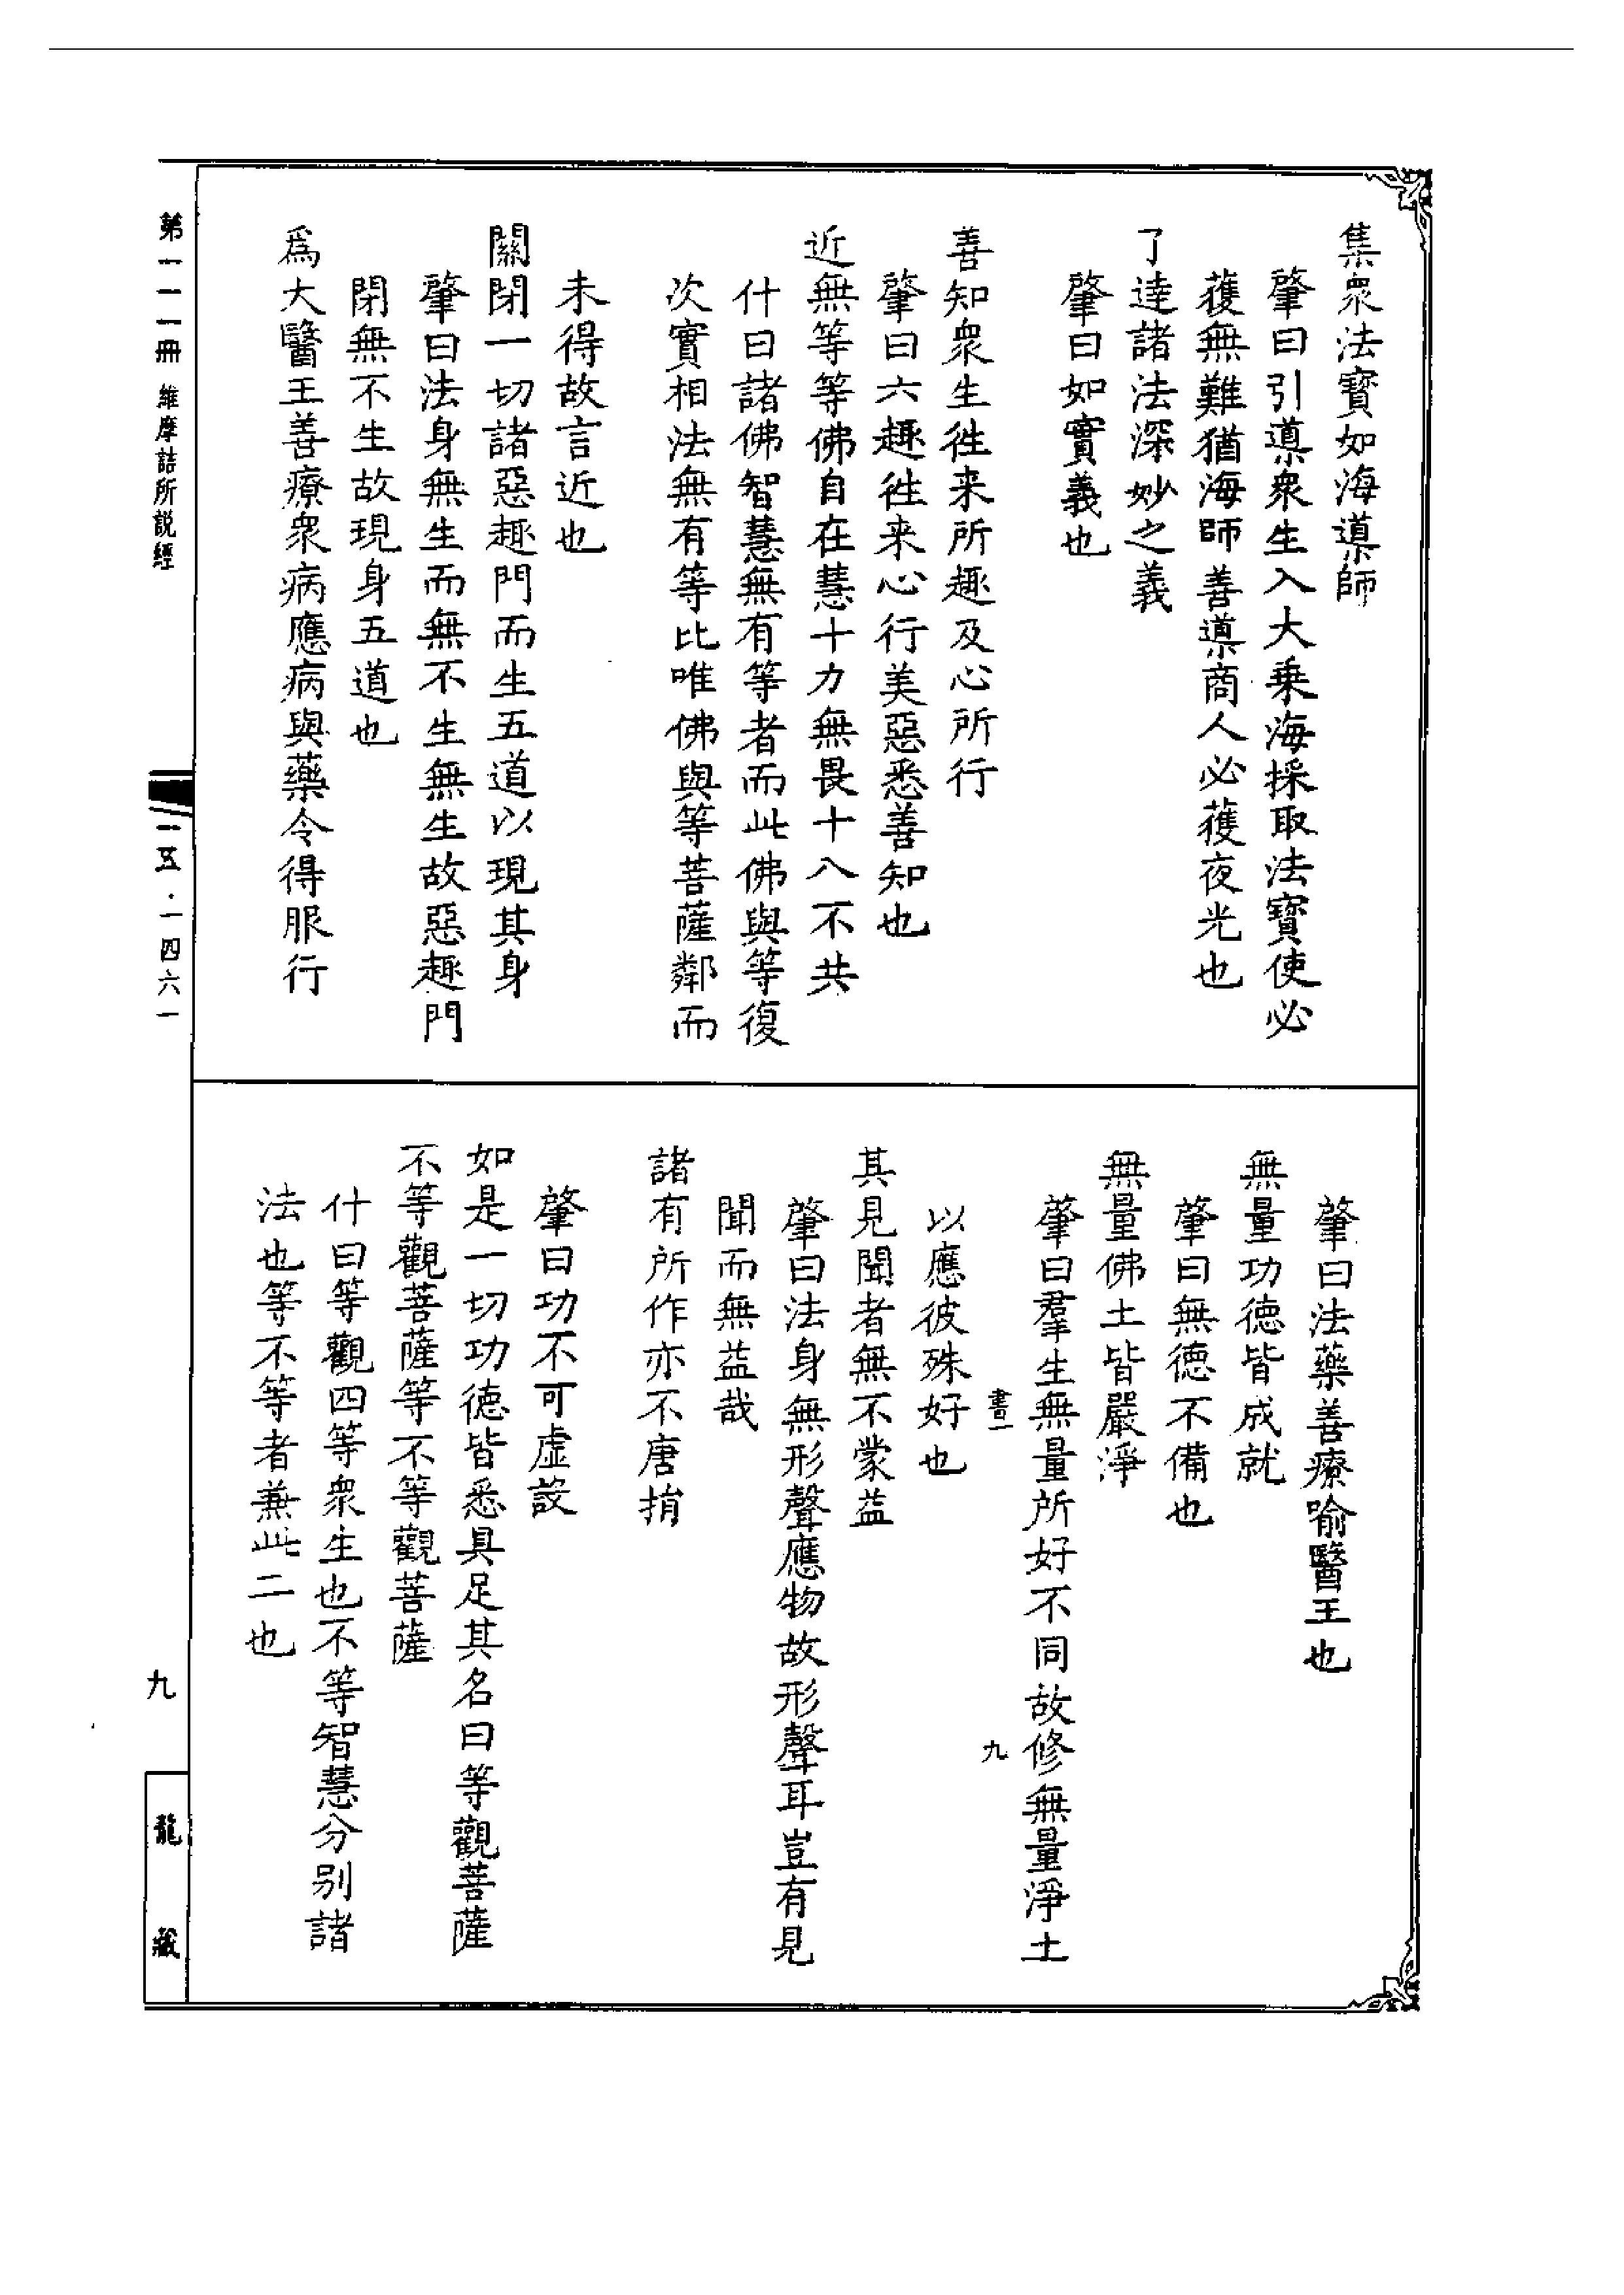 集衆法寳如海導師
肇曰引導衆生入大乗海採取法寳使必
獲無難猶海師善導商人必獲夜光也
了逹諸法深妙之義
肇曰如實義也
善知衆生徃来所趣及心所行
肇曰六趣徃来心行美惡悉善知也
近無等等佛自在慧十力無畏十八不共
什曰諸佛智慧無有等者而此佛與等復
次實相法無有等比唯佛與等菩薩鄰而
未得故言近也
關閉一切諸惡趣門而生五道以現其身
肇曰法身無生而無不生無生故惡趣門
閉無不生故現身五道也
爲大醫王善療衆病應病與藥令得服行
肇曰法藥善療喻醫王也
無量功德皆成就
肇曰無德不備也
無量佛土皆嚴淨
肇曰羣生無量所好不同故修無量淨土
書一 九
以應彼殊好也
其見聞者無不蒙益
肇曰法身無形聲應物故形聲耳豈有見
聞而無益哉
諸有所作亦不唐捐
肇曰功不可虛設
如是一切功德皆悉具足其名曰等觀菩薩
不等觀菩薩等不等觀菩薩
什曰等觀四等衆生也不等智慧分别諸
法也等不等者兼此二也
第一一一冊 維摩詰所説經
一五·一四六一
九
龍藏